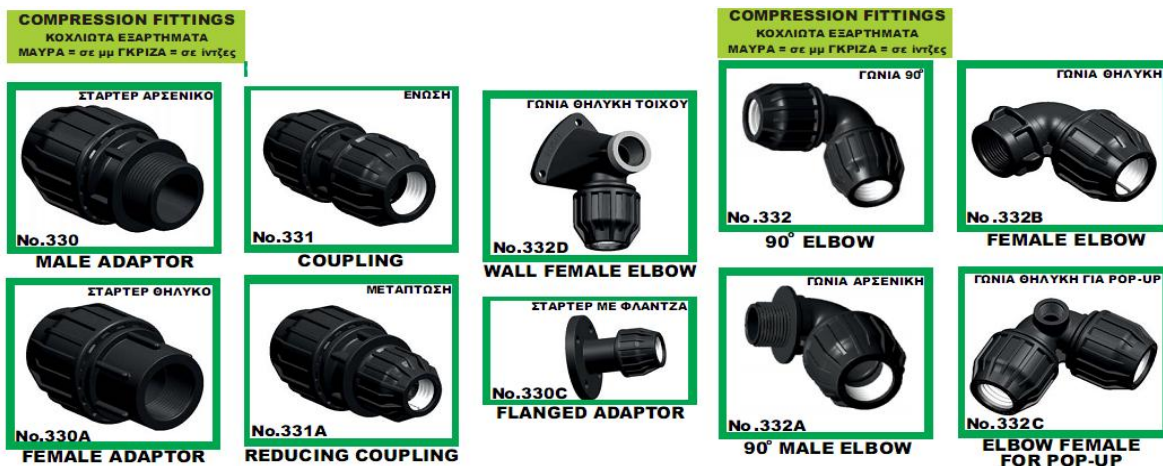 COMPRESSION FITTINGS
ΚΟΧΛΙΩΤΑ ΕΞΑΡΤΗΜΑΤΑ
ΜΑΥΡΑ = σε μμ ΓΚΡΙΖΑ = σε ίντζες
ΣΤΑΡΤΕΡ ΑΡΣΕΝΙΚΟ
No.330
MALE ADAPTOR
ΣΤΑΡΤΕΡ ΘΗΛΥΚΟ
No.330A
FEMALE ADAPTOR
ΕΝΩΣΗ
No.331
COUPLING
ΜΕΤΑΠΤΩΣΗ
No.331A
REDUCING COUPLING
ΓΩΝΙΑ ΘΗΛΥΚΗ ΤΟΙΧΟΥ
No.332D
WALL FEMALE ELBOW
ΣΤΑΡΤΕΡ ΜΕ ΦΛΑΝΤΖΑ
No.330C
FLANGED ADAPTOR
COMPRESSION FITTINGS
ΚΟΧΛΙΩΤΑ ΕΞΑΡΤΗΜΑΤΑ
ΜΑΥΡΑ = σε μμ ΓΚΡΙΖΑ = σε ίντζες
ΓΩΝΙΑ 90°
No.332
90° ELBOW
ΓΩΝΙΑ ΑΡΣΕΝΙΚΗ
No.332A
90° MALE ELBOW
ΓΩΝΙΑ ΘΗΛΥΚΗ
No.332B
FEMALE ELBOW
ΓΩΝΙΑ ΘΗΛΥΚΗ ΓΙΑ POP-UP
No.332C
ELBOW FEMALE
FOR POP-UP